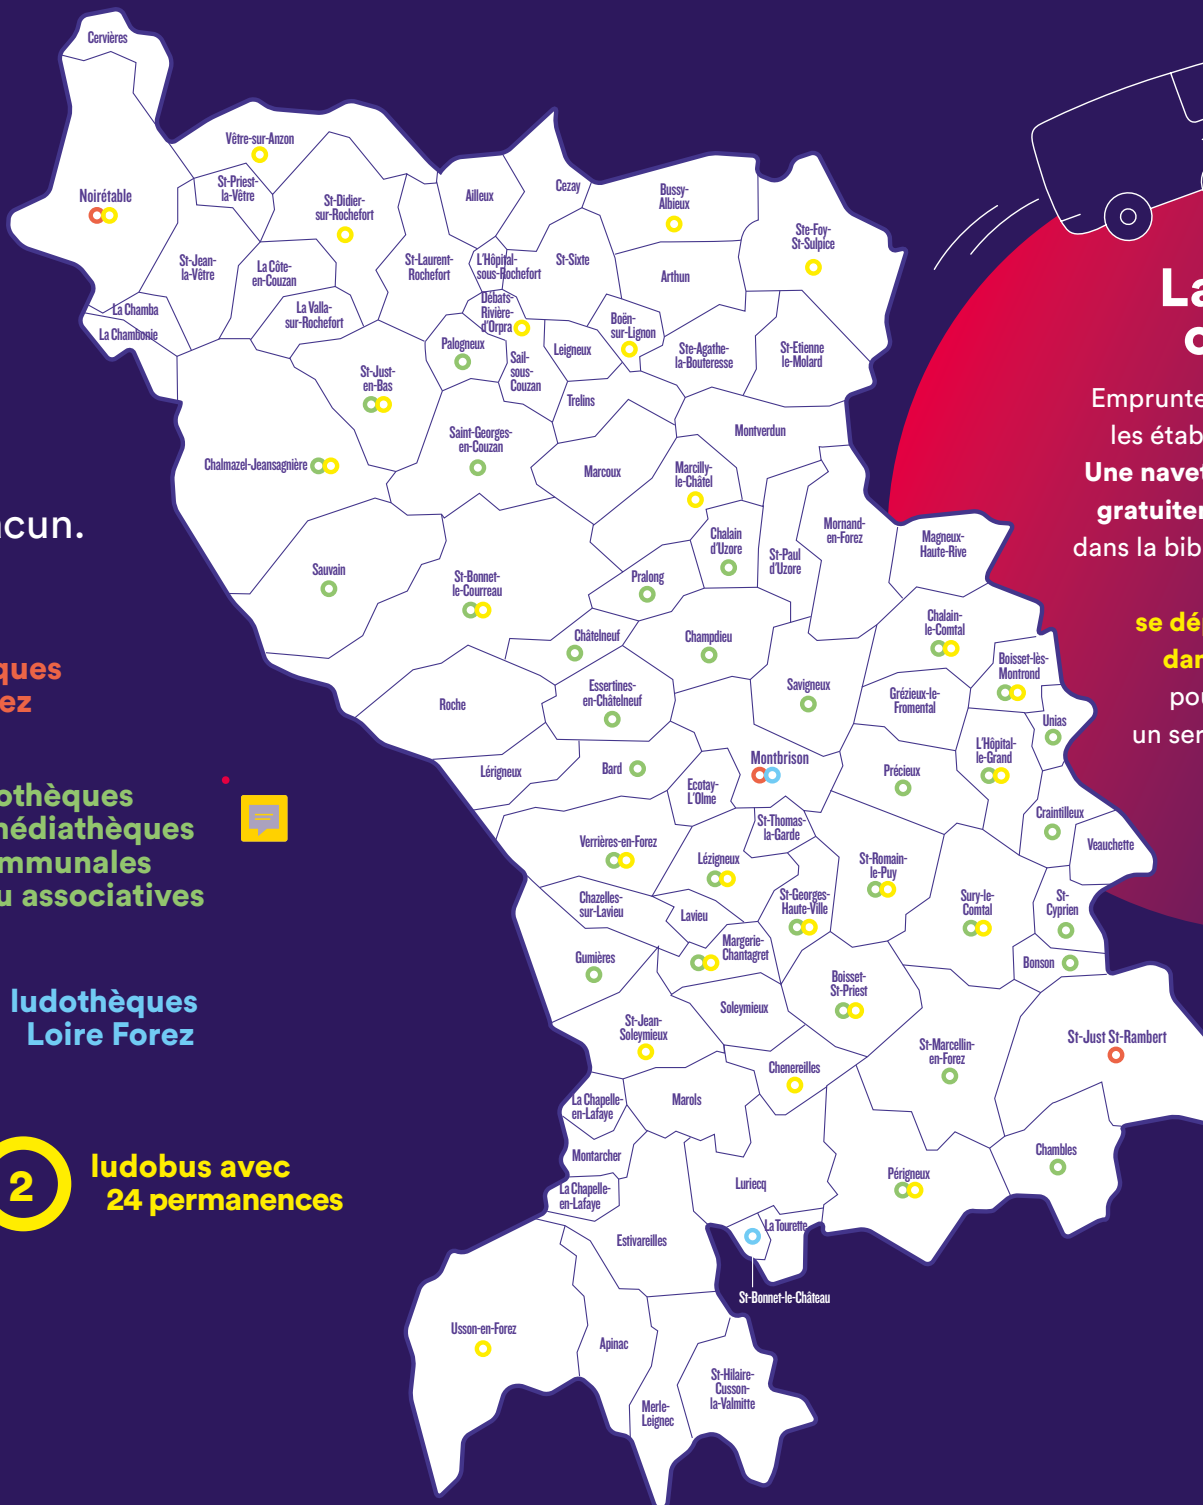 Cervières
Vêtre-sur-Anzon
Noirétable
St-Priest-
la-Vêtre
St-Didier-
sur-Rochefort
Ailleux
Cezay
Bussy-
Albieux
Ste-Foy-
St-Sulpice
St-Jean-
la-Vêtre
La Côte-
en-Couzan
St-Laurent-
Rochefort
L'Hôpital-
sous-Rochefort
St-Sixte
Arthun
La Chamba
La Chambonie
La Valla-
sur-Rochefort
Débats-
Rivière-
d'Orpra
Boën-
sur-Lignon
Palogneux
Sail-
sous-
Couzan
Leigneux
Ste-Agathe-
la-Bouteresse
St-Etienne
le-Molard
St-Just-
en-Bas
Trelins
Saint-Georges-
en-Couzan
Montverdun
Chalmazel-Jeansagnière
Marcoux
Marcilly-
le-Châtel
Mornand-
en-Forez
Chalain
d'Uzore
St-Paul
d'Uzore
Magneux-
Haute-Rive
Sauvain
St-Bonnet-
le-Courreau
Pralong
Chalain-
le-Comtal
Châtelneuf
Champdieu
Boisset-lès-
Montrond
Roche
Essertines-
en-Châtelneuf
Savigneux
Grézieux-le-
Fromental
Unias
Lérigneux
Bard
Montbrison
Précieux
L'Hôpital-
le-Grand
Ecotay-
L'Olme
Craintilleux
St-Thomas-
la-Garde
Veauchette
Verrières-en-Forez
Lézigneux
St-Romain-
le-Puy
Chazelles-
sur-Lavieu
Lavieu
St-Georges-
Haute-Ville
Sury-le-
Comtal
St-
Cyprien
Gumières
Margerie-
Chantagret
Boisset-
St-Priest
Bonson
Soleymieux
St-Jean-
Soleymieux
St-Marcellin-
en-Forez
St-Just St-Rambert
Chenereilles
La Chapelle-
en-Lafaye
Marols
Montarcher
Chambles
La Chapelle-
en-Lafaye
Luriecq
Périgneux
La Tourette
Estivareilles
St-Bonnet-le-Château
Usson-en-Forez
Apinac
St-Hilaire-
Cusson-
la-Valmitte
Merle-
Leignec
cun.
ques
ez
othèques
médiathèques
mmunales
u associatives
ludothèques
Loire Forez
2
ludobus avec
24 permanences
La
Emprunte
les étab
Une navet
gratuiter
dans la bib
se dé
dan
pou
un ser